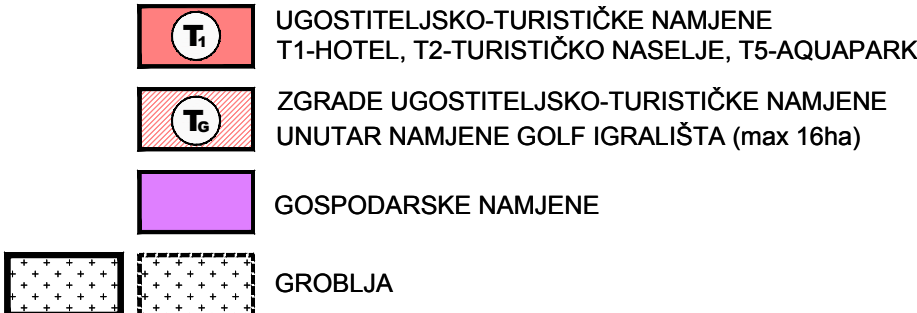 T1 UGOSTITELJSKO-TURISTIČKE NAMJENE
T1-HOTEL, T2-TURISTIČKO NASELJE, T5-AQUAPARK
TG ZGRADE UGOSTITELJSKO-TURISTIČKE NAMJENE
UNUTAR NAMJENE GOLF IGRALIŠTA (max 16ha)
GOSPODARSKE NAMJENE
GROBLJA